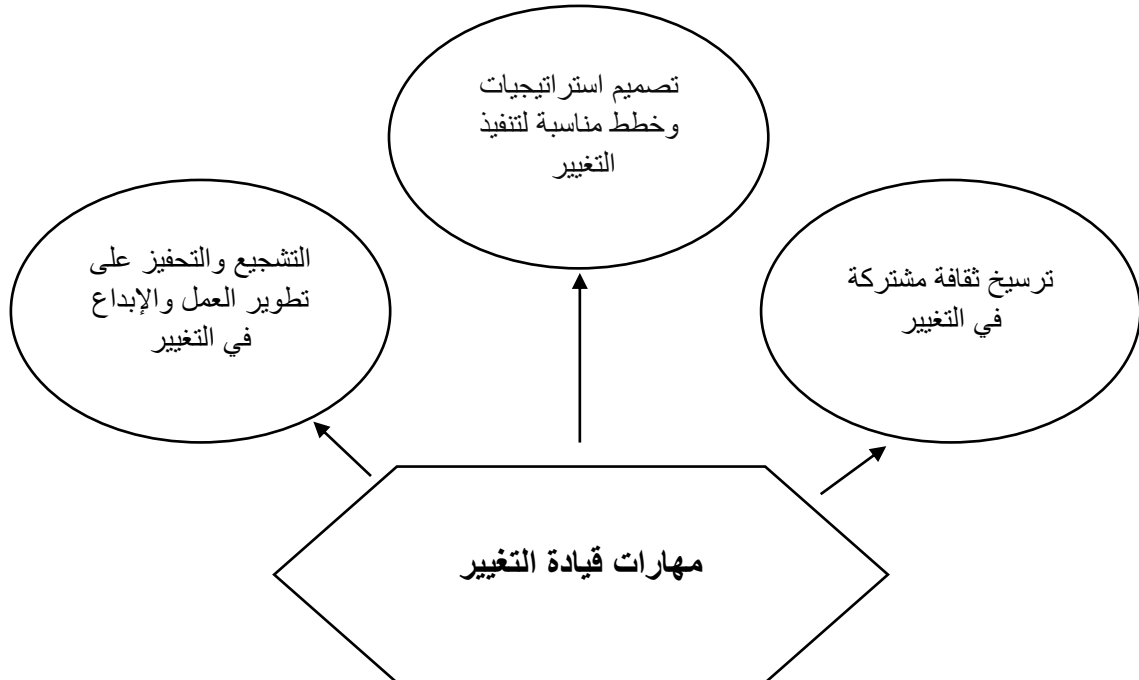 تصميم استراتيجيات
وخطط مناسبة لتنفيذ
التغيير
ترسيخ ثقافة مشتركة
في التغيير
التشجيع والتحفيز على
تطوير العمل والإبداع
في التغيير
مهارات قيادة التغيير